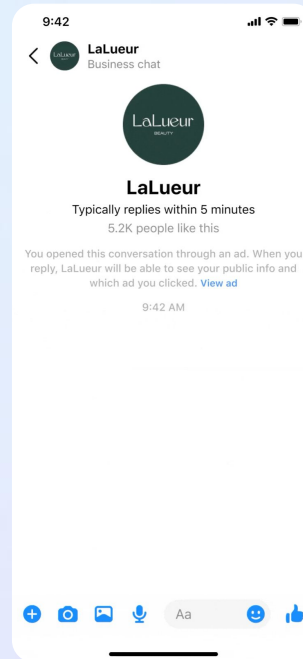 9:42
LaLueur
Business chat
LaLueur
BEAUTY
LaLueur
BEAUTY
LaLueur
Typically replies within 5 minutes
5.2K people like this
You opened this conversation through an ad. When you
reply, LaLueur will be able to see your public info and
which ad you clicked. View ad
9:42 AM
Aa